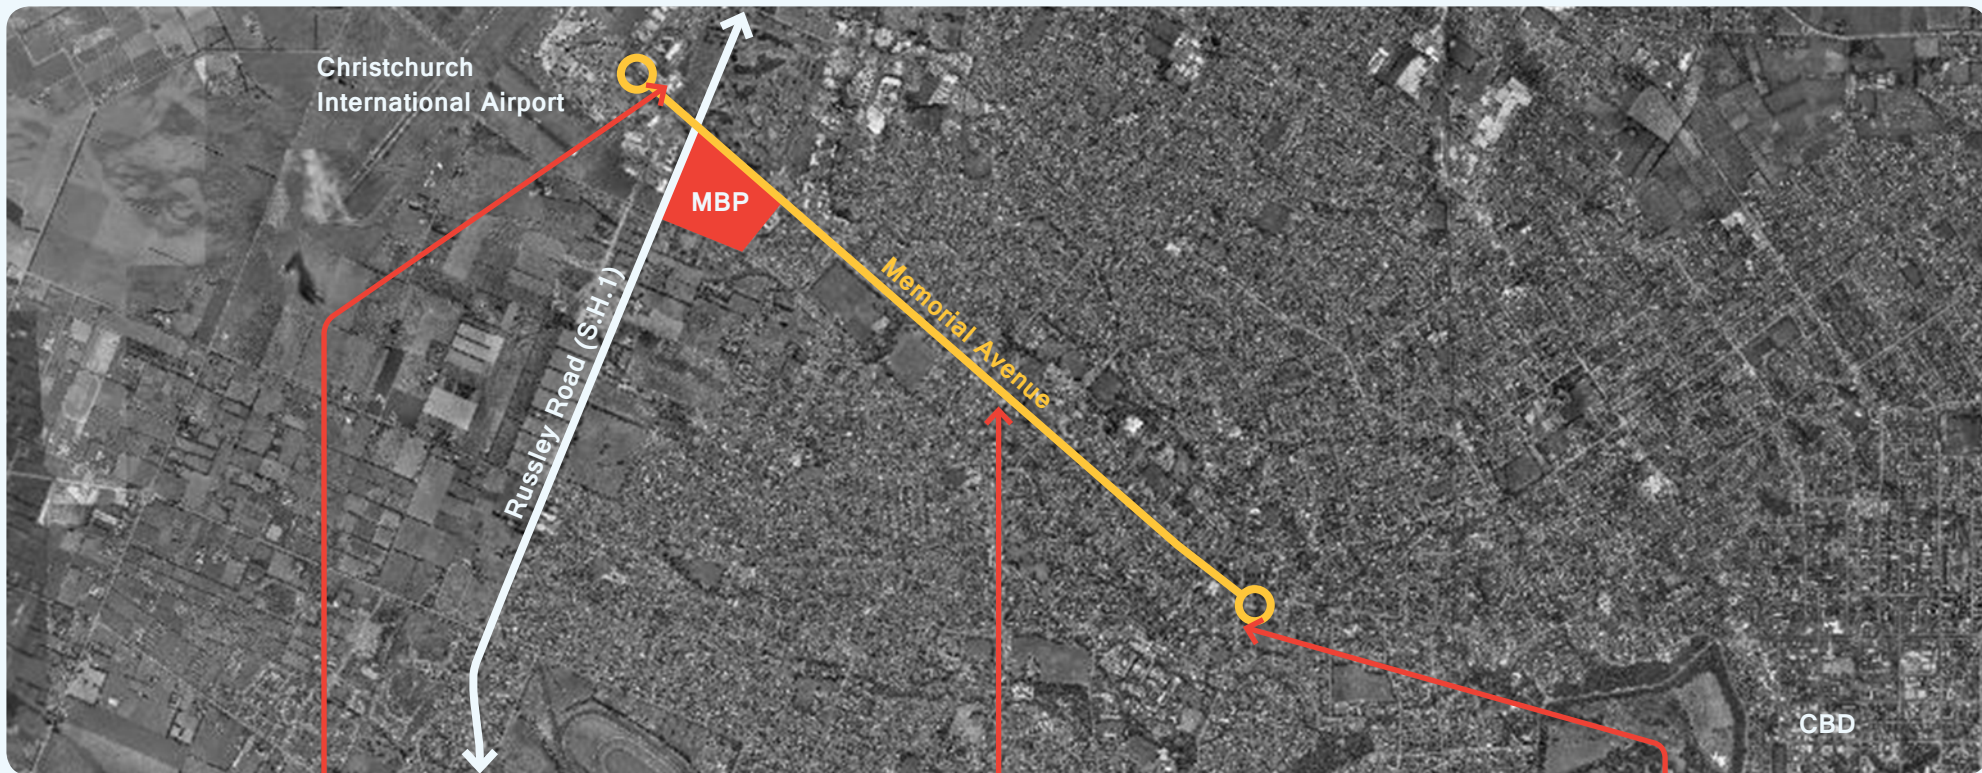 Christchurch
International Airport
MBP
Memorial Avenue
Russley Road (S.H.1)
CBD